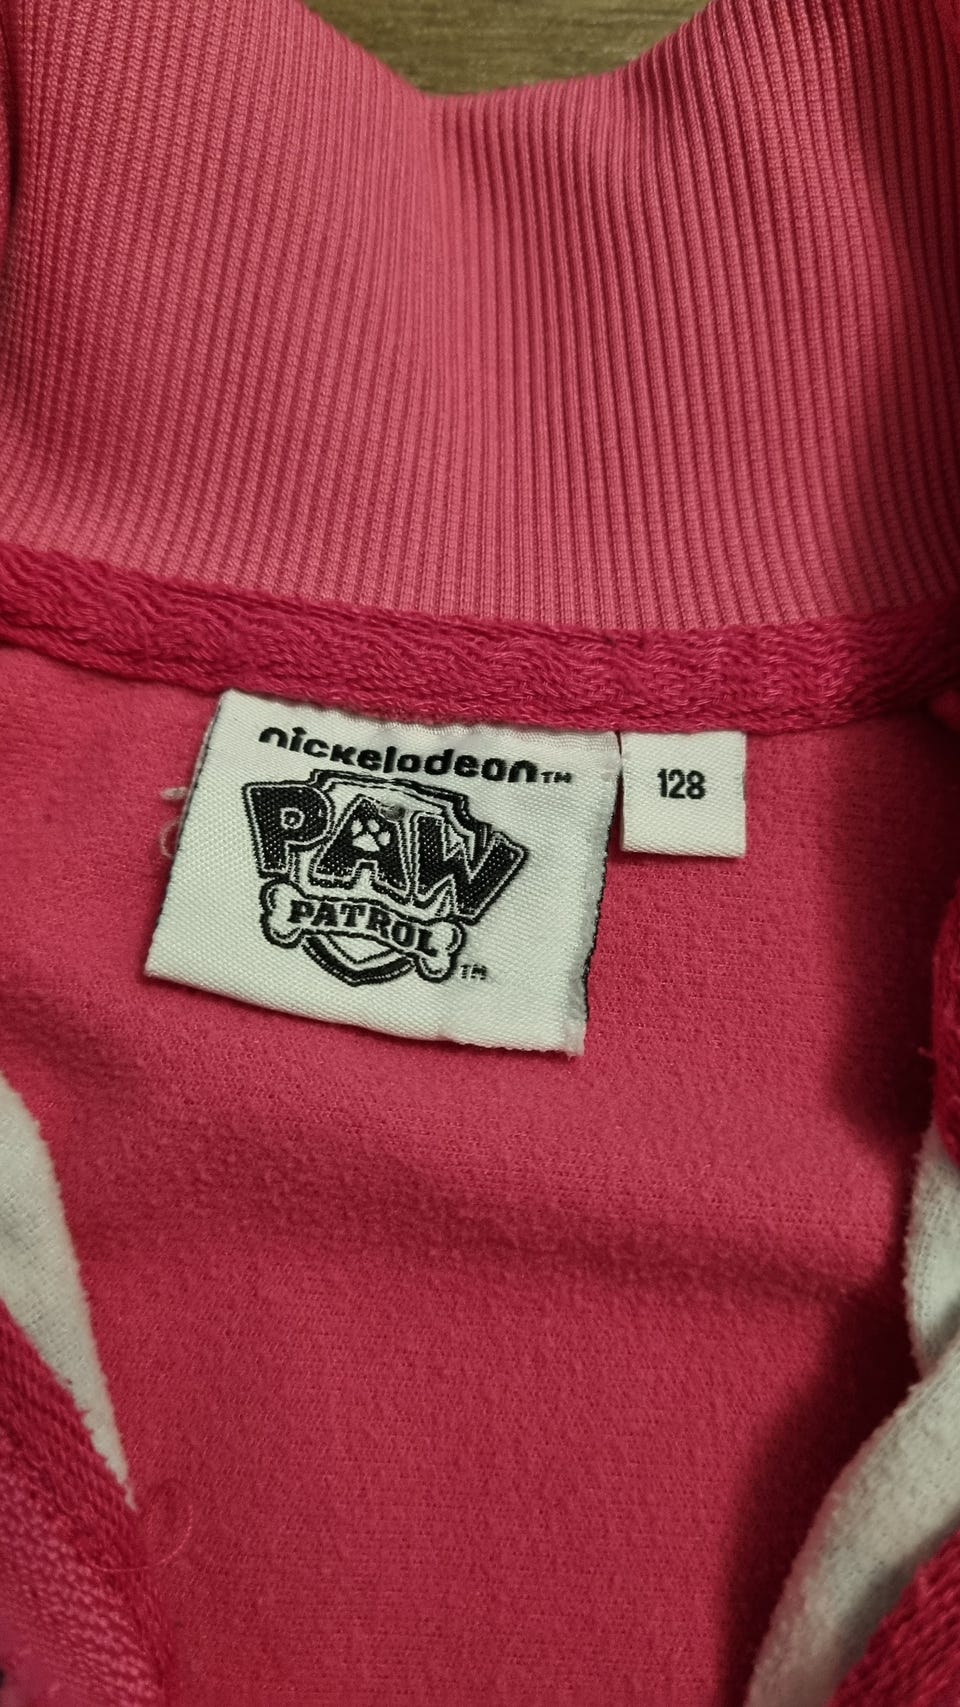 nickelodeon™
128
PAW
PATROL
™